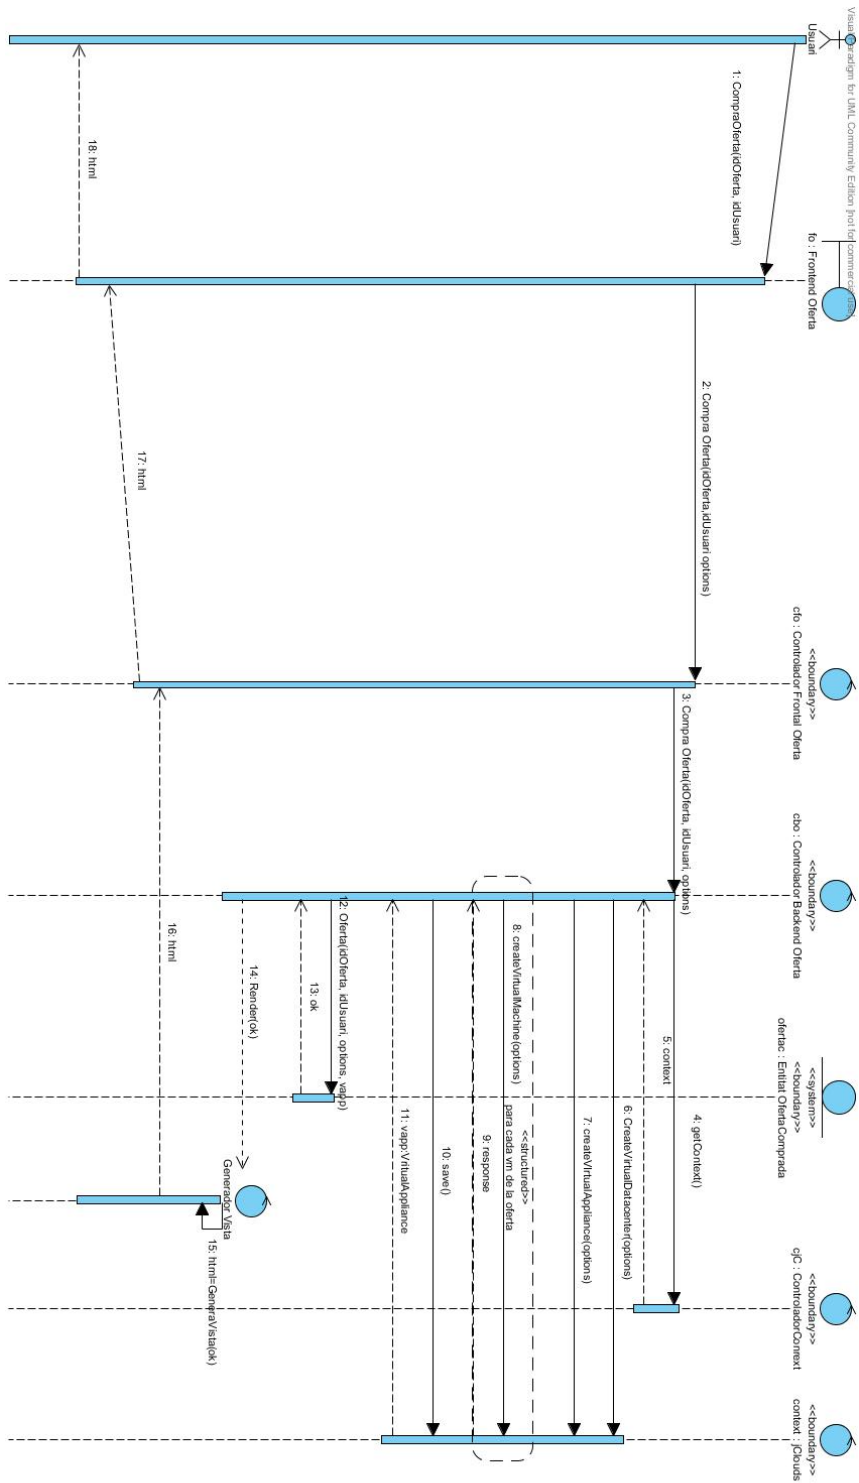 Visual Paradigm for UML Community Edition [not for commercial use]
Usuari
fo : Frontend Oferta
<<boundary>>
cfo : Controlador Frontal Oferta
<<boundary>>
cbo : Controlador Backend Oferta
<<system>>
<<boundary>>
ofertac : Entitat OfertaComprada
Generador Vista
<<boundary>>
cjC : ControladorConrext
<<boundary>>
context : jClouds
1: CompraOferta(idOferta, idUsuari)
2: Compra Oferta(idOferta,idUsuari options)
3: Compra Oferta(idOferta, idUsuari, options)
4: getContext()
5: context
6: CreateVirtualDatacenter(options)
7: createVIrtualAppliance(options)
<<structured>>
para cada vm de la oferta
8: createVirtualMachine(options)
9: response
10: save()
11: vapp:VritualAppliance
12: Oferta(idOferta, idUsuari, options, vapp)
13: ok
14: Render(ok)
15: html=GeneraVista(ok)
16: html
17: html
18: html